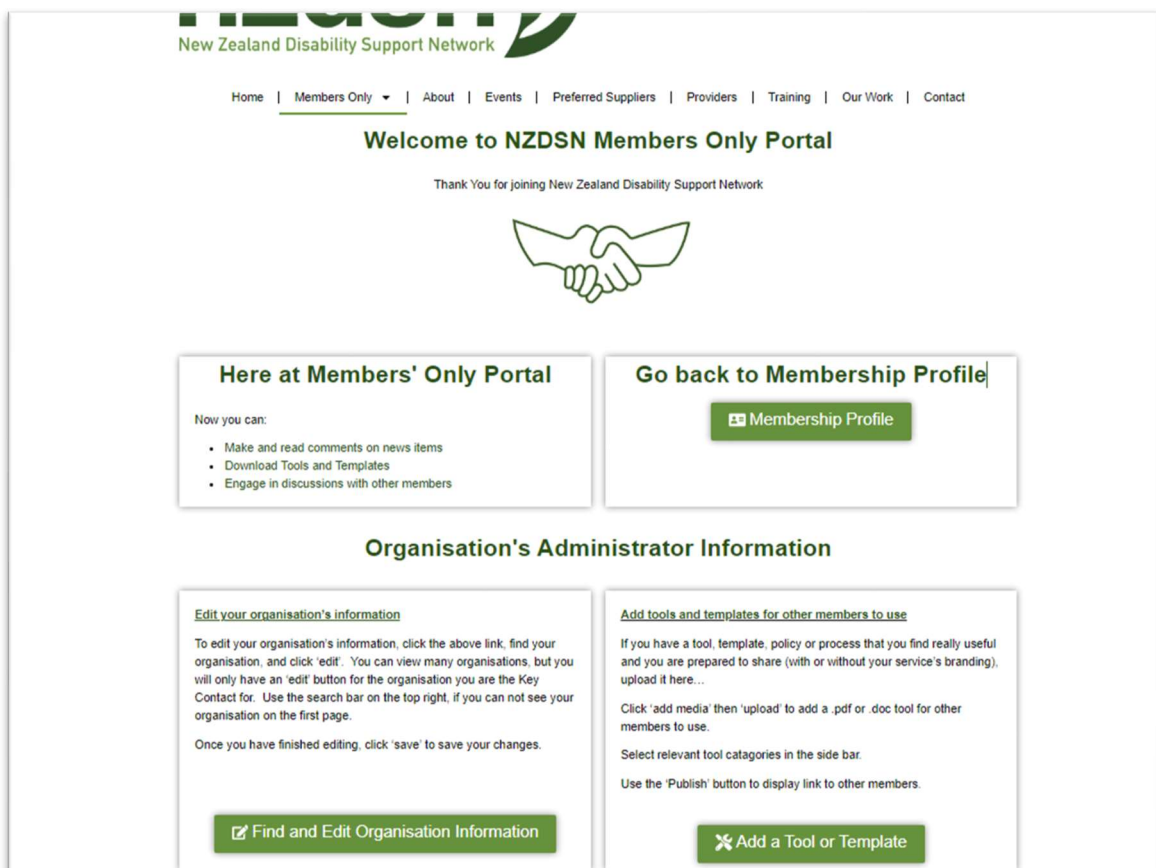 nzdsn
New Zealand Disability Support Network
Home | Members Only | About | Events | Preferred Suppliers | Providers | Training | Our Work | Contact
Welcome to NZDSN Members Only Portal
Thank You for joining New Zealand Disability Support Network
Here at Members' Only Portal
Now you can:
• Make and read comments on news items
• Download Tools and Templates
• Engage in discussions with other members
Go back to Membership Profile
Membership Profile
Organisation's Administrator Information
Edit your organisation's information
To edit your organisation's information, click the above link, find your
organisation, and click 'edit'. You can view many organisations, but you
will only have an 'edit' button for the organisation you are the Key
Contact for. Use the search bar on the top right, if you can not see your
organisation on the first page.
Once you have finished editing, click 'save' to save your changes.
Find and Edit Organisation Information
Add tools and templates for other members to use
If you have a tool, template, policy or process that you find really useful
and you are prepared to share (with or without your service's branding),
upload it here…
Click 'add media' then 'upload' to add a .pdf or .doc tool for other
members to use.
Select relevant tool catagories in the side bar.
Use the 'Publish' button to display link to other members.
Add a Tool or Template